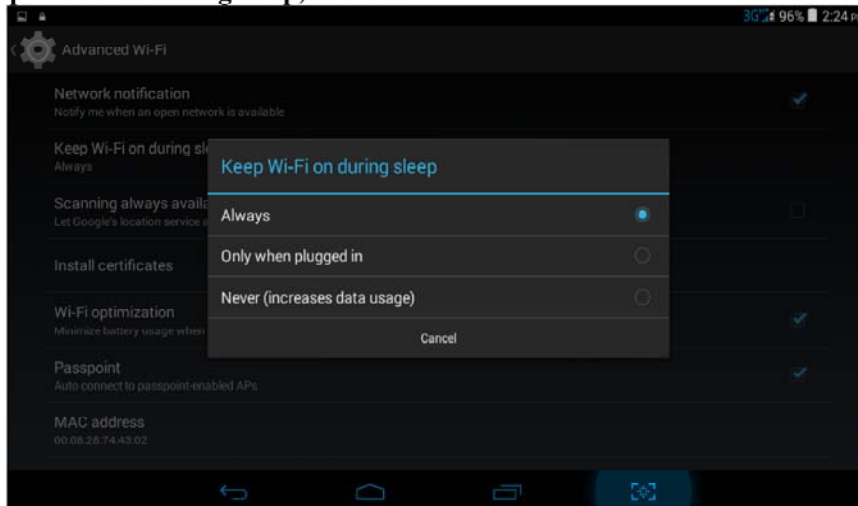 3G 96% 2:24
Advanced Wi-Fi
Network notification
Notify me when an open network is available
Keep Wi-Fi on during
Always
Scanning always
Let Google's location service
Install certificates
Wi-Fi optimization
Minimize battery usage when
Passpoint
Auto connect to passpoint-enabled APs
MAC address
00:08:28:74:43:02
Keep Wi-Fi on during sleep
Always
Only when plugged in
Never (increases data usage)
Cancel